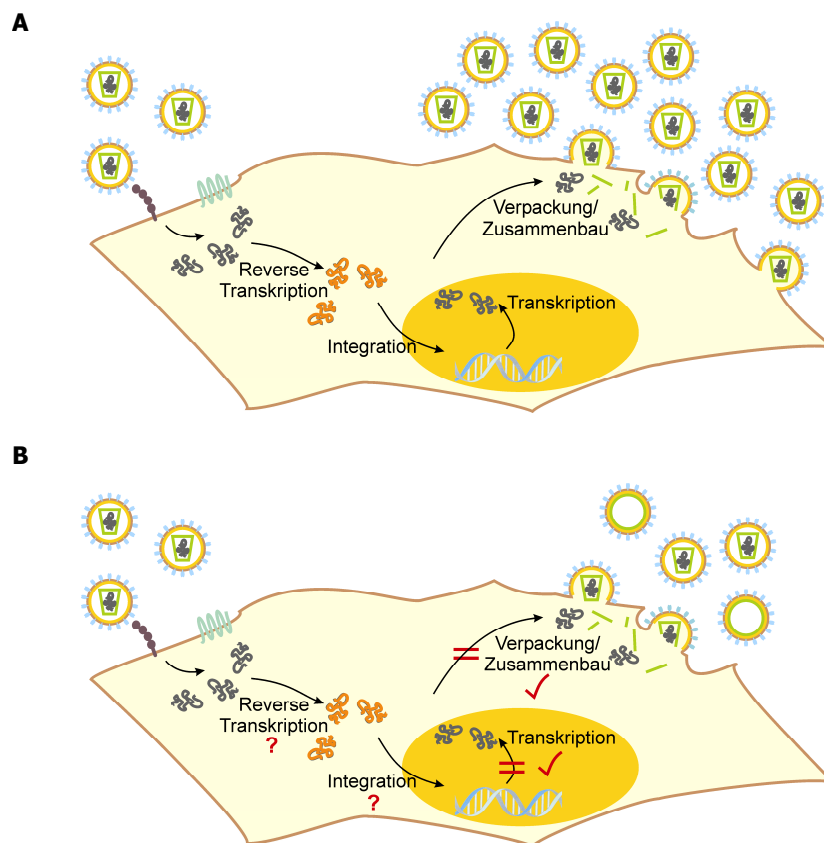 A
Verpackung/
Zusammenbau
Reverse
Transkription
Transkription
Integration
B
Verpackung/
Zusammenbau
Reverse
Transkription
?
Transkription
Integration
?